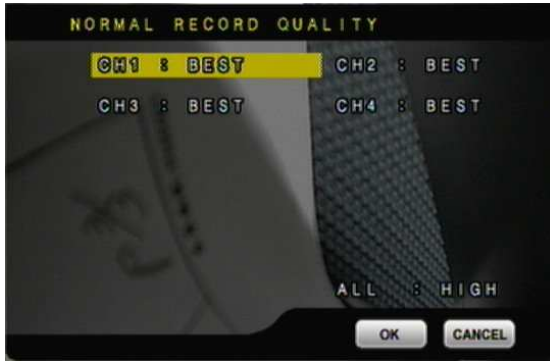 NORMAL RECORD QUALITY
CH1 : BEST CH2 : BEST
CH3 : BEST CH4 : BEST
ALL : HIGH
OK CANCEL